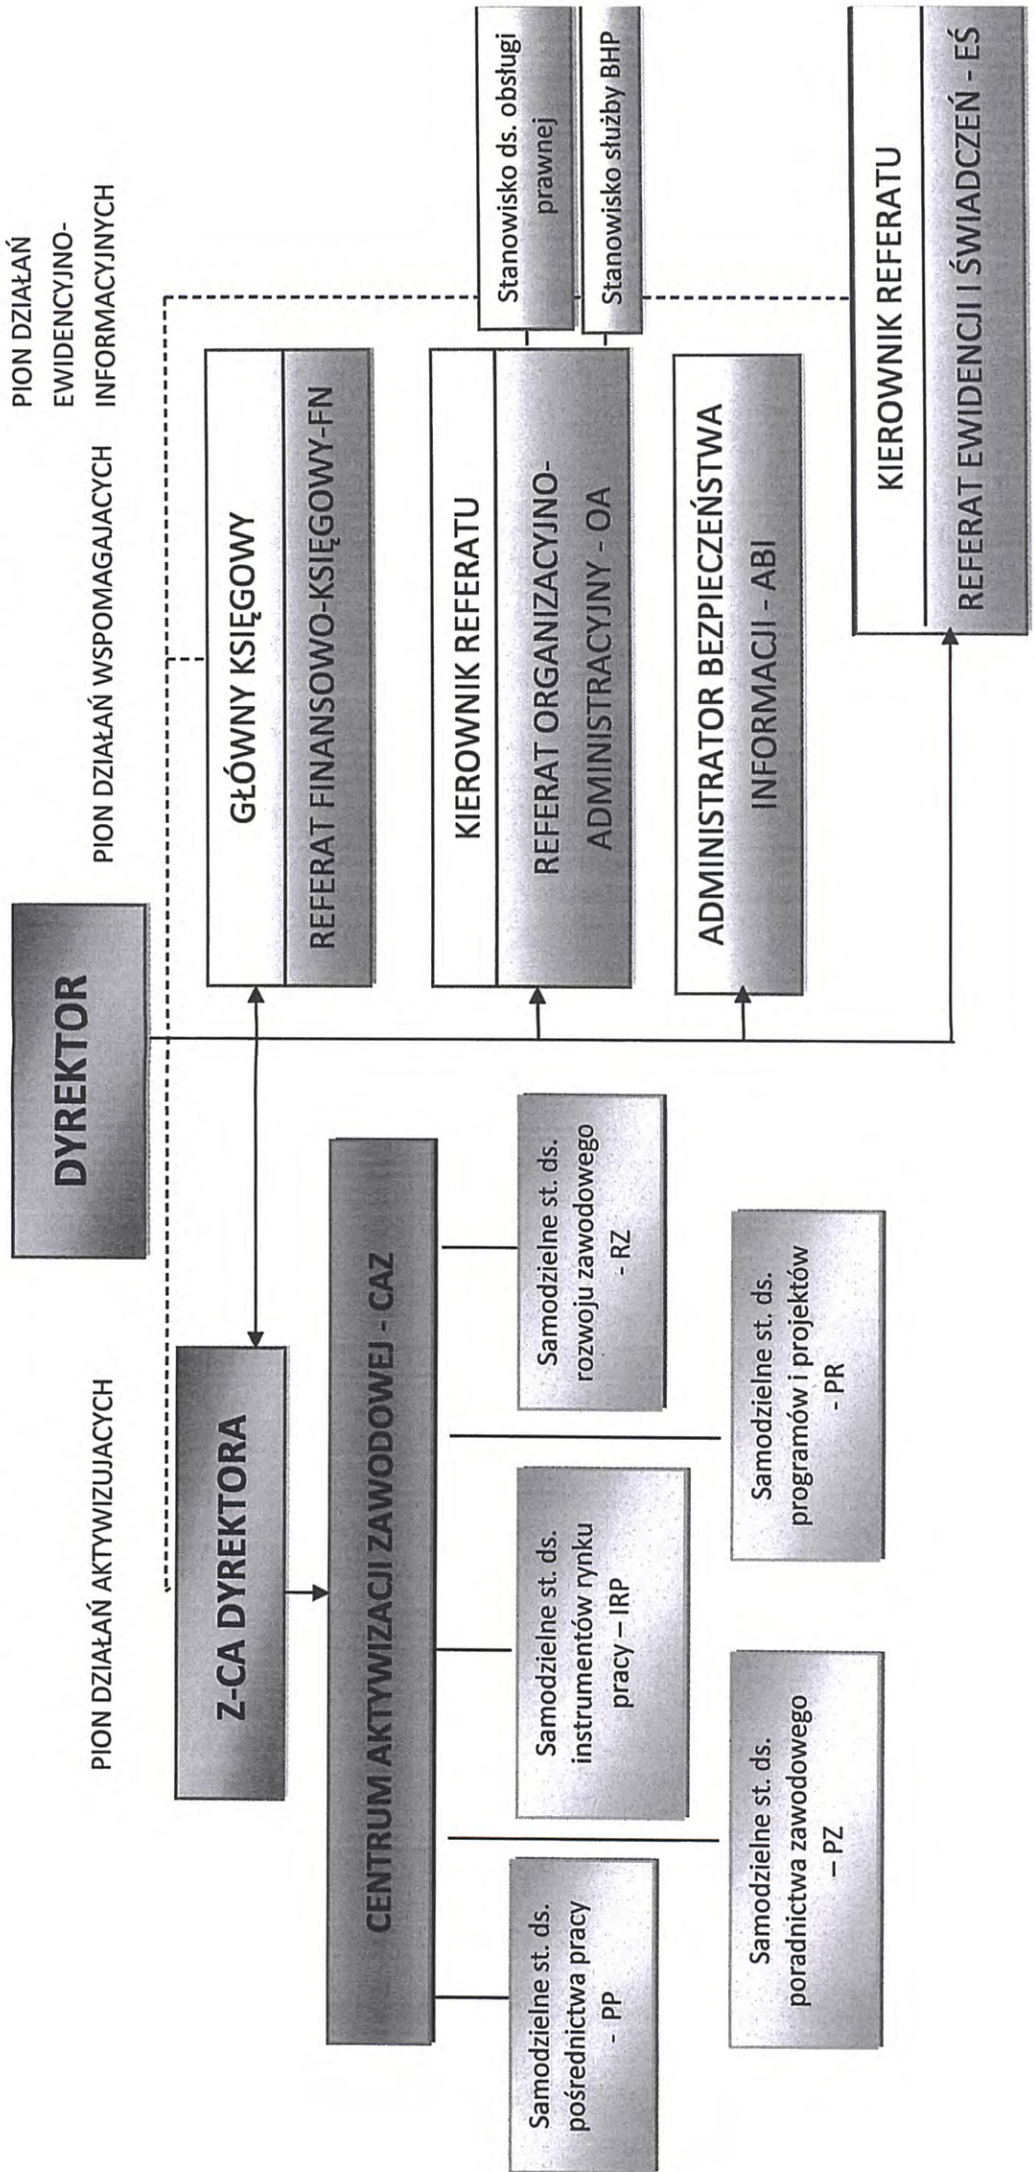 DYREKTOR
PION DZIAŁAŃ AKTYWIZUJACYCH
PION DZIAŁAŃ WSPOMAGAJACYCH
PION DZIAŁAŃ
EWIDENCYJNO-
INFORMACYJNYCH
Z-CA DYREKTORA
CENTRUM AKTYWIZACJI ZAWODOWEJ - CAZ
Samodzielne st. ds.
pośrednictwa pracy
- PP
Samodzielne st. ds.
instrumentów rynku
pracy – IRP
Samodzielne st. ds.
rozwoju zawodowego
- RZ
Samodzielne st. ds.
poradnictwa zawodowego
– PZ
Samodzielne st. ds.
programów i projektów
- PR
GŁÓWNY KSIĘGOWY
REFERAT FINANSOWO-KSIĘGOWY-FN
KIEROWNIK REFERATU
REFERAT ORGANIZACYJNO-
ADMINISTRACYJNY - OA
Stanowisko ds. obsługi
prawnej
Stanowisko służby BHP
ADMINISTRATOR BEZPIECZEŃSTWA
INFORMACJI - ABI
KIEROWNIK REFERATU
REFERAT EWIDENCJI I ŚWIADCZEŃ - EŚ